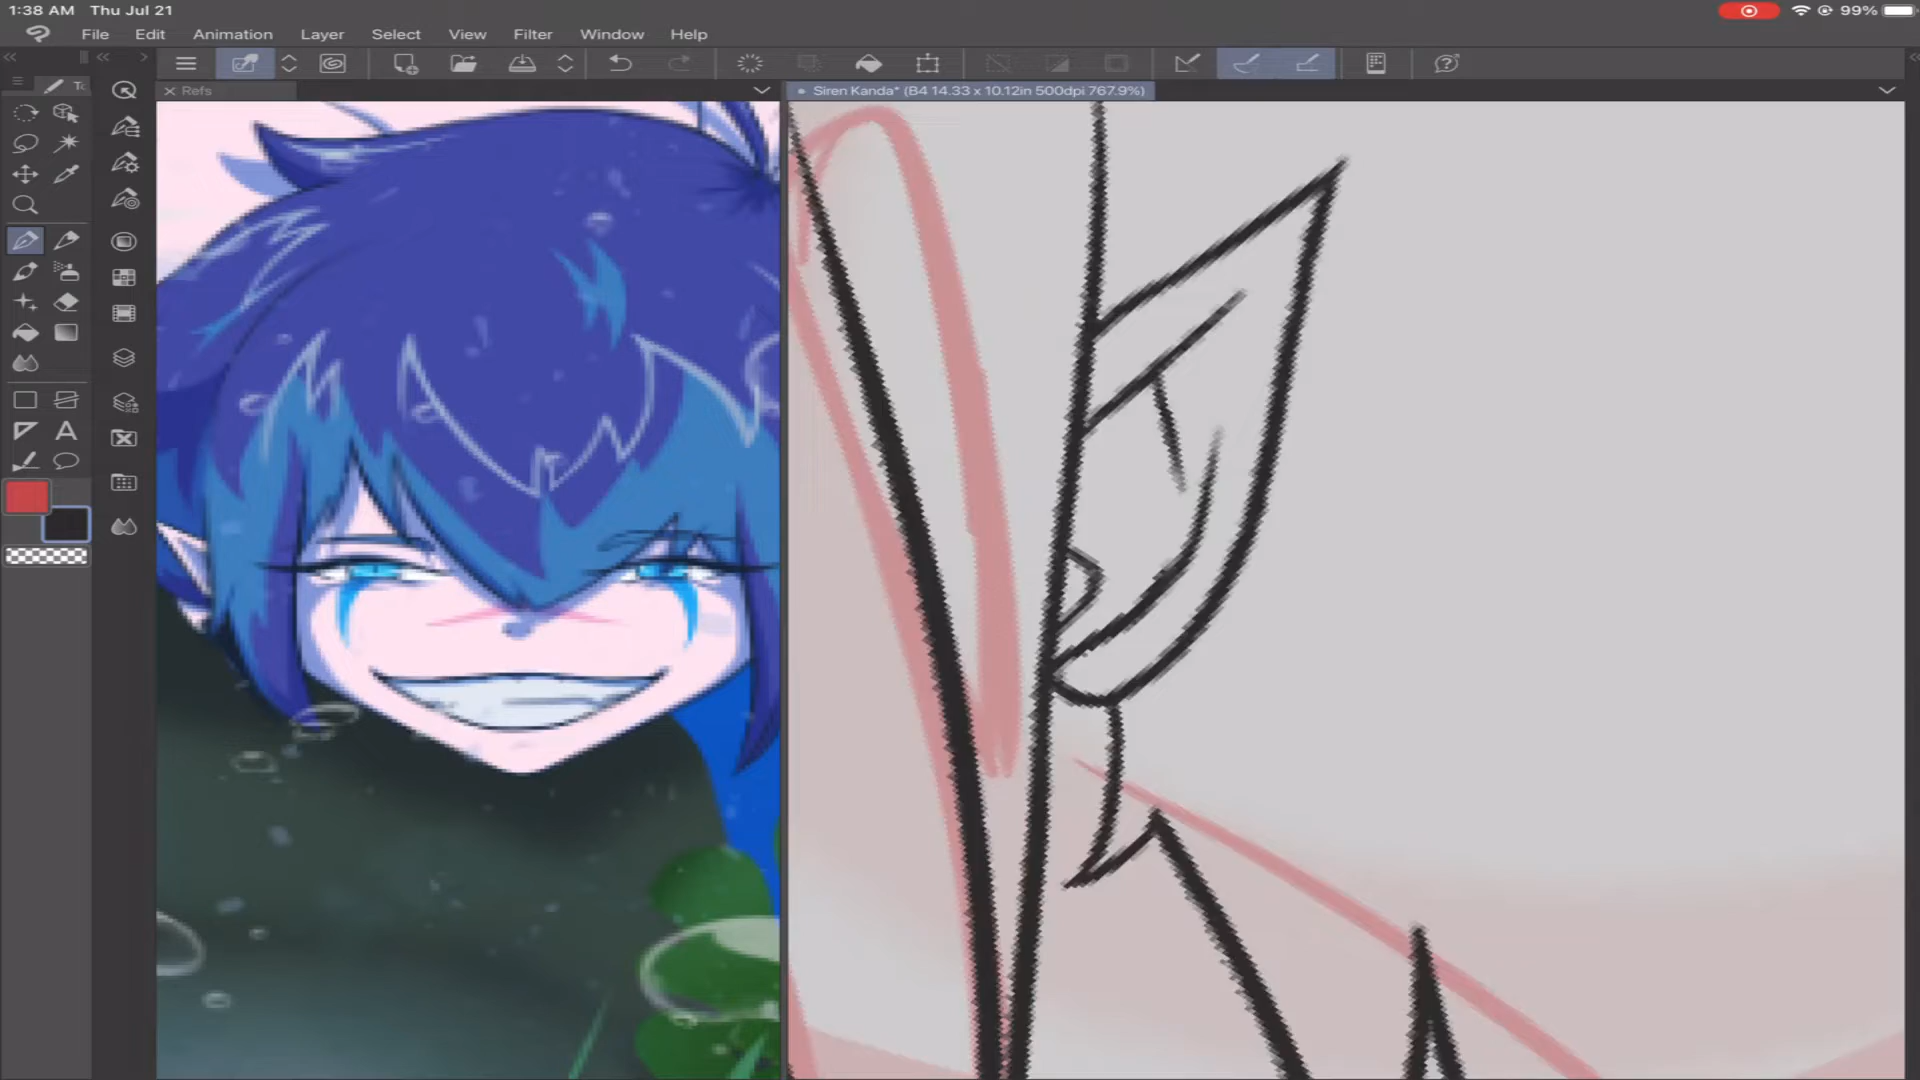 1:38 AM Thu Jul 21
99%
File Edit Animation Layer Select View Filter Window Help
Refs
Siren Kanda* (B4 14.33 x 10.12in 500dpi 767.9%)